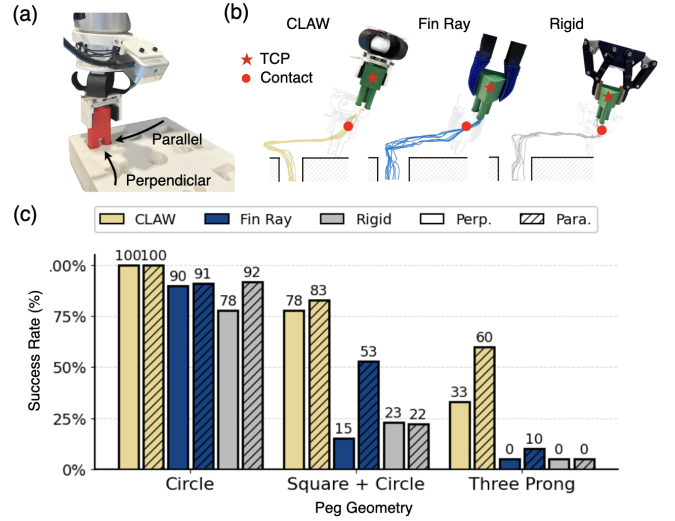 (a)
Parallel
Perpendiclar
(b)
CLAW
Fin Ray
Rigid
TCP
Contact
(c)
CLAW
Fin Ray
Rigid
Perp.
Para.
Success Rate (%)
.00%
75%
50%
25%
0%
100
100
90
91
78
92
78
83
15
53
23
22
33
60
0
10
0
0
Circle
Square + Circle
Three Prong
Peg Geometry